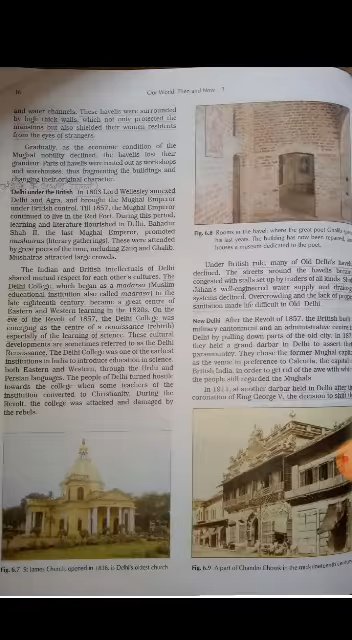 16
Our World, Then and Now 7
and water channels. These havelis were surrounded
by high thick walls, which not only protected the
mansions but also shielded their women residents
from the eyes of strangers.
Gradually, as the economic condition of the
Mughal nobility declined, the havelis lost their
grandeur. Parts of havelis were rented out as workshops
and warehouses, thus fragmenting the buildings and
changing their original character.
Delhi under the British In 1803 Lord Wellesley annexed
Delhi and Agra, and brought the Mughal Emperor
under British control. Till 1857, the Mughal Emperor
continued to live in the Red Fort. During this period,
learning and literature flourished in Delhi. Bahadur
Shah II, the last Mughal Emperor, promoted
mushairas (literary gatherings). These were attended
by great poets of the time, including Zauq and Ghalib.
Mushairas attracted large crowds.
The Indian and British intellectuals of Delhi
shared mutual respect for each other's cultures. The
Delhi College, which began as a madarsa (Muslim
educational institution also called madrasas) in the
late eighteenth century, became a great centre of
Eastern and Western learning in the 1820s. On the
eve of the Revolt of 1857, the Delhi College was
emerging as the centre of a renaissance (rebirth)
especially of the learning of science. These cultural
developments are sometimes referred to as the Delhi
Renaissance. The Delhi College was one of the earliest
institutions in India to introduce education in science,
both Eastern and Western, through the Urdu and
Persian languages. The people of Delhi turned hostile
towards the college when some teachers of the
institution converted to Christianity. During the
Revolt, the college was attacked and damaged by
the rebels.
Fig. 6.7 St James Church, opened in 1836, is Delhi's oldest church
Fig. 6.8 Rooms in the haveli where the great poet Ghalib
his last years. The building has now been repaired, and
houses a museum dedicated to the poet.
Under British rule, many of Old Delhi's
declined. The streets around the havelis
congested with stalls set up by traders of all kinds.
Jahan's well-engineered water supply and
systems declined. Overcrowding and the lack of
sanitation made life difficult in Old Delhi.
New Delhi After the Revolt of 1857, the British built
military cantonment and an administrative
Delhi by pulling down parts of the old city. In
they held a grand darbar in Delhi to assert
paramountcy. They chose the former Mughal
as the venue in preference to Calcutta, the capital
British India, in order to get rid of the awe with which
the people still regarded the Mughals.
In 1911, at another darbar held in Delhi after the
coronation of King George V, the decision to shift
Fig. 6.9 A part of Chandni Chowk in the